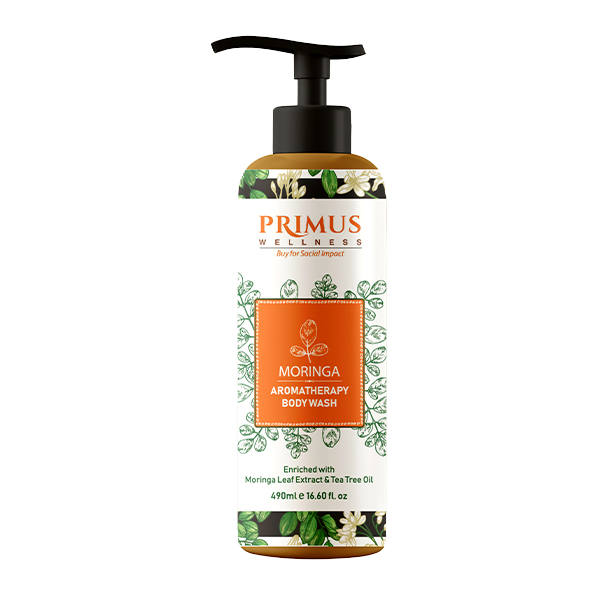 PRIMUS
WELLNESS
Buy for Social Impact
MORINGA
AROMATHERAPY
BODY WASH
Enriched with
Moringa Leaf Extract & Tea Tree Oil
490ml ℮ 16.60 fl. oz